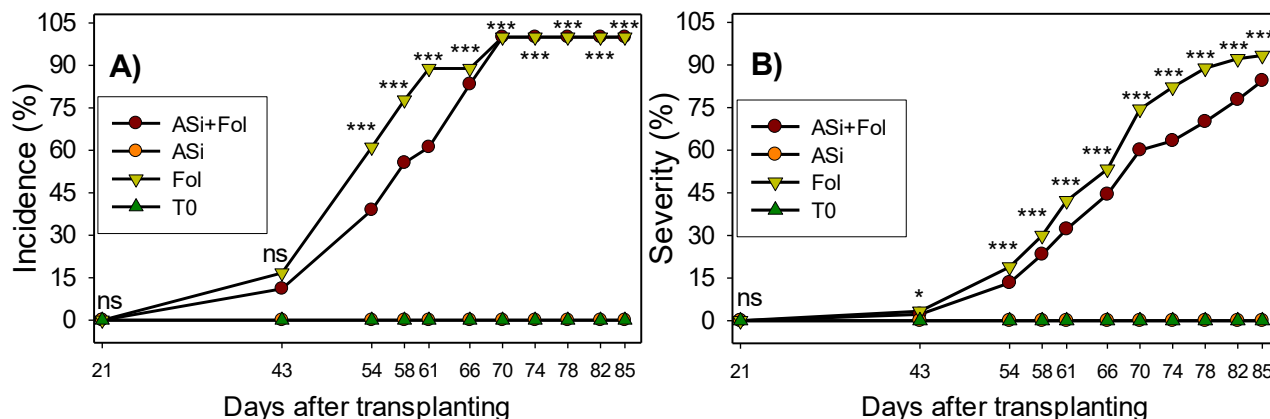 A)
Incidence (%)
105
90
75
60
45
30
15
0
ASi+Fol
ASi
Fol
T0
ns
ns
***
***
***
***
***
***
***
***
***
21 43 54 58 61 66 70 74 78 82 85
Days after transplanting
B)
Severity (%)
105
90
75
60
45
30
15
0
ASi+Fol
ASi
Fol
T0
ns
*
***
***
***
***
***
***
***
***
***
21 43 54 58 61 66 70 74 78 82 85
Days after transplanting